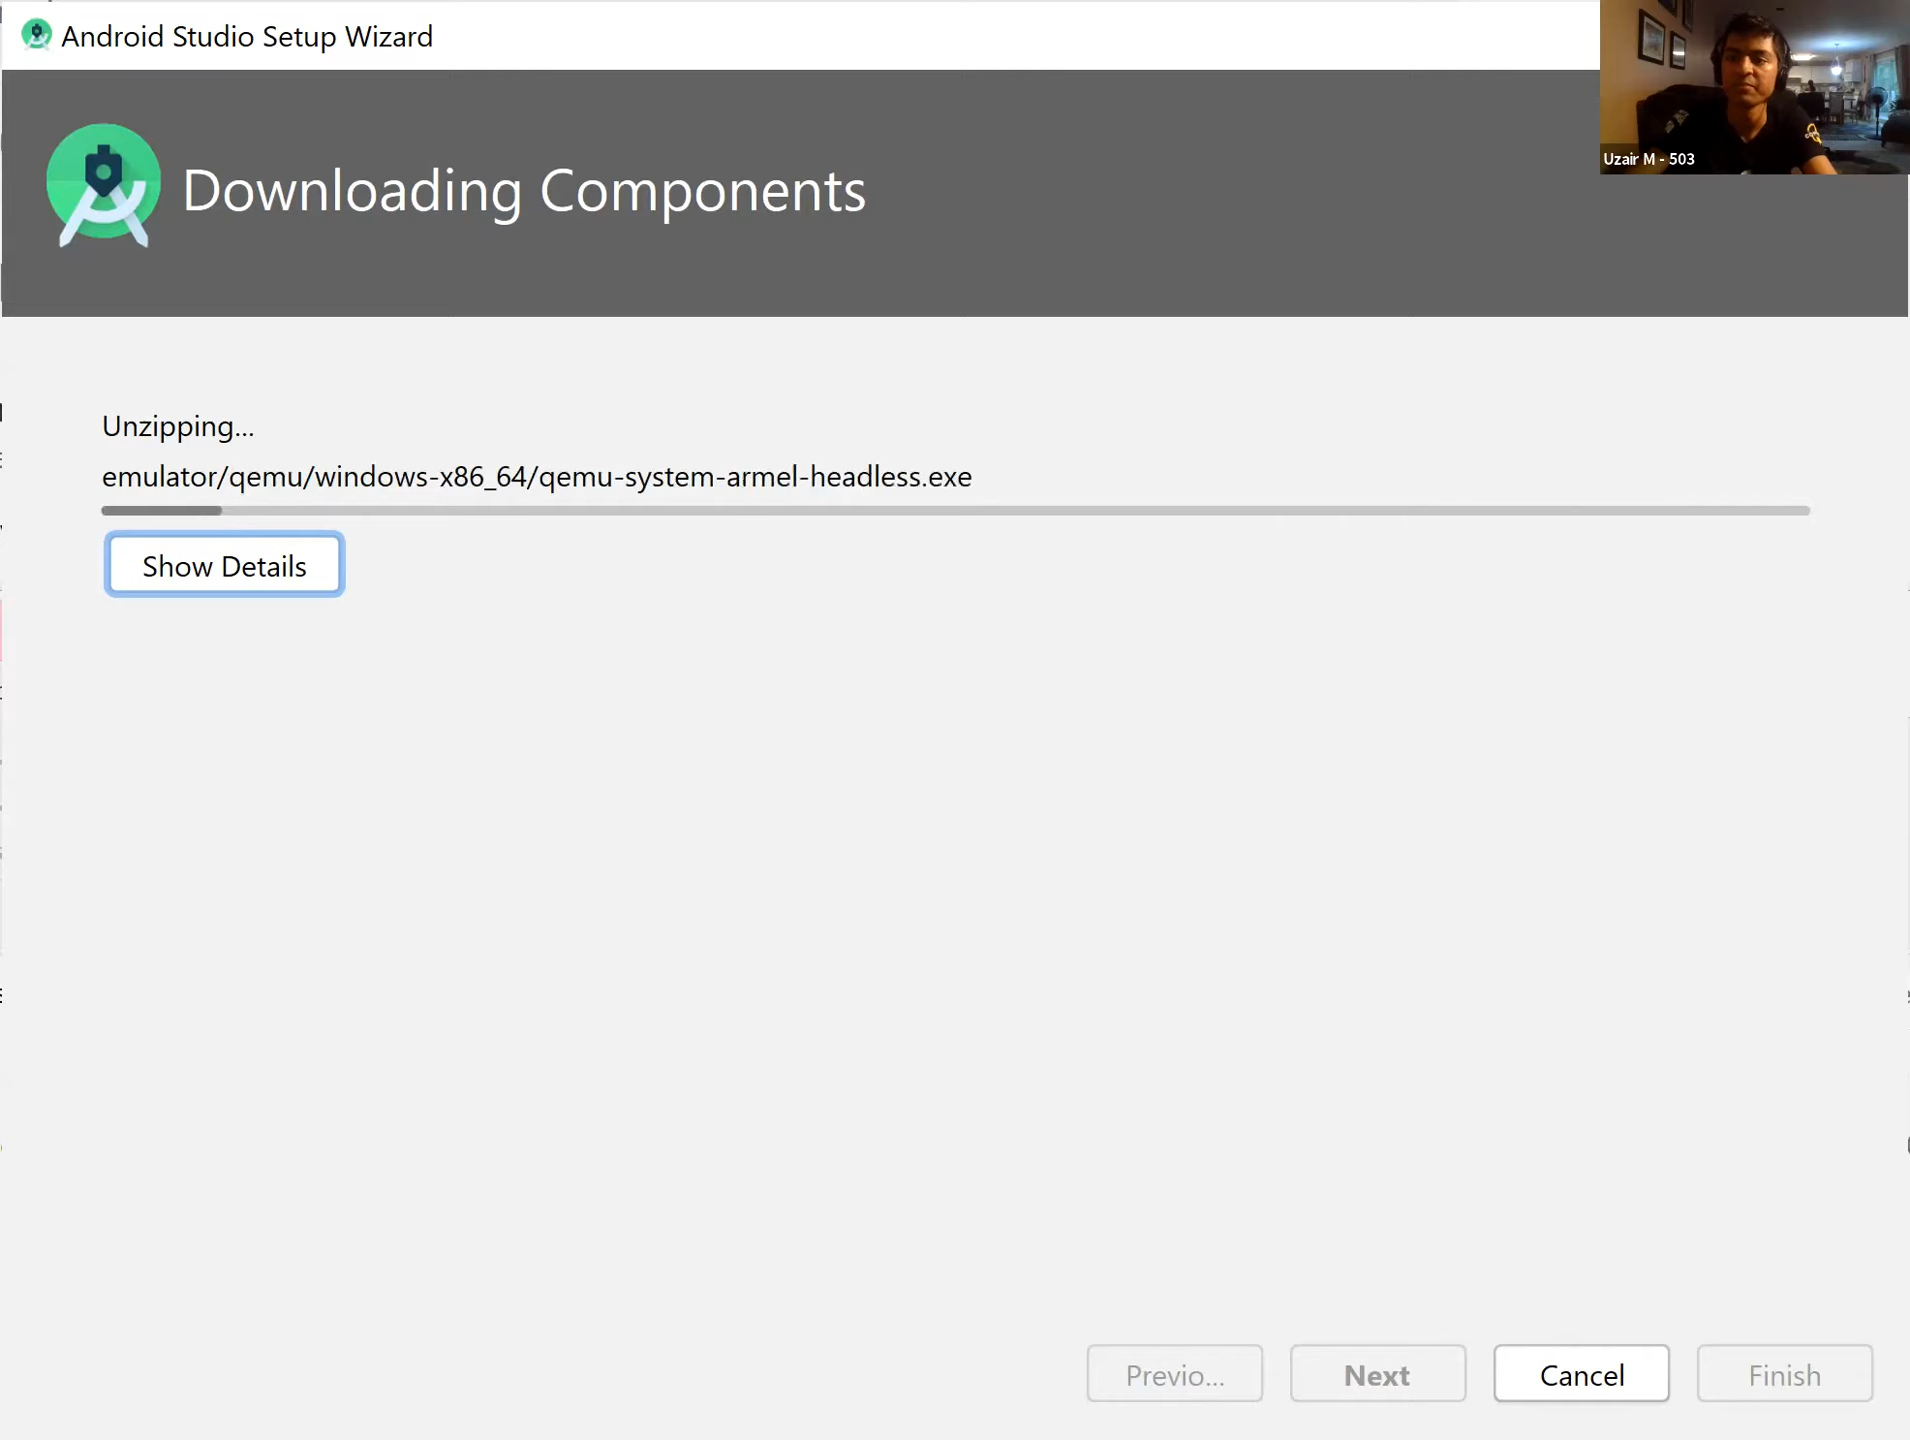 Android Studio Setup Wizard
Uzair M - 503
Downloading Components
Unzipping...
emulator/qemu/windows-x86_64/qemu-system-armel-headless.exe
Show Details
Previo...
Next
Cancel
Finish